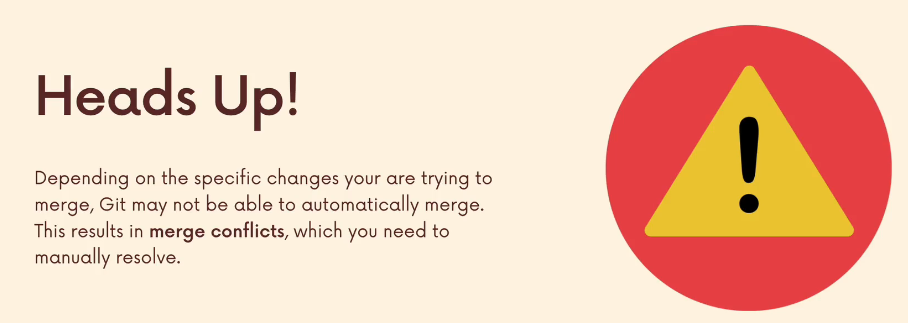 Heads Up!
Depending on the specific changes your are trying to
merge, Git may not be able to automatically merge.
This results in merge conflicts, which you need to
manually resolve.